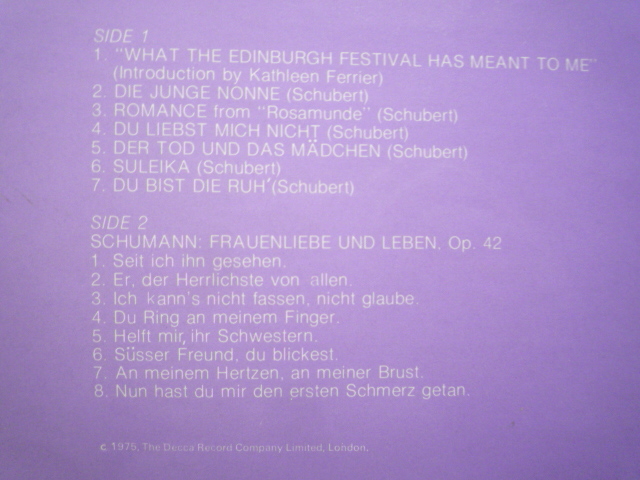 SIDE 1
1. "WHAT THE EDINBURGH FESTIVAL HAS MEANT TO ME"
(Introduction by Kathleen Ferrier)
2. DIE JUNGE NONNE (Schubert)
3. ROMANCE from "Rosamunde" (Schubert)
4. DU LIEBST MICH NICHT (Schubert)
5. DER TOD UND DAS MÄDCHEN (Schubert)
6. SULEIKA (Schubert)
7. DU BIST DIE RUH' (Schubert)
SIDE 2
SCHUMANN: FRAUENLIEBE UND LEBEN. Op. 42
1. Seit ich ihn gesehen.
2. Er, der Herrlichste von allen.
3. Ich kann's nicht fassen, nicht glaube.
4. Du Ring an meinem Finger.
5. Helft mir, ihr Schwestern.
6. Süsser Freund, du blickest.
7. An meinem Hertzen, an meiner Brust.
8. Nun hast du mir den ersten Schmerz getan.
c. 1975, The Decca Record Company Limited, London.